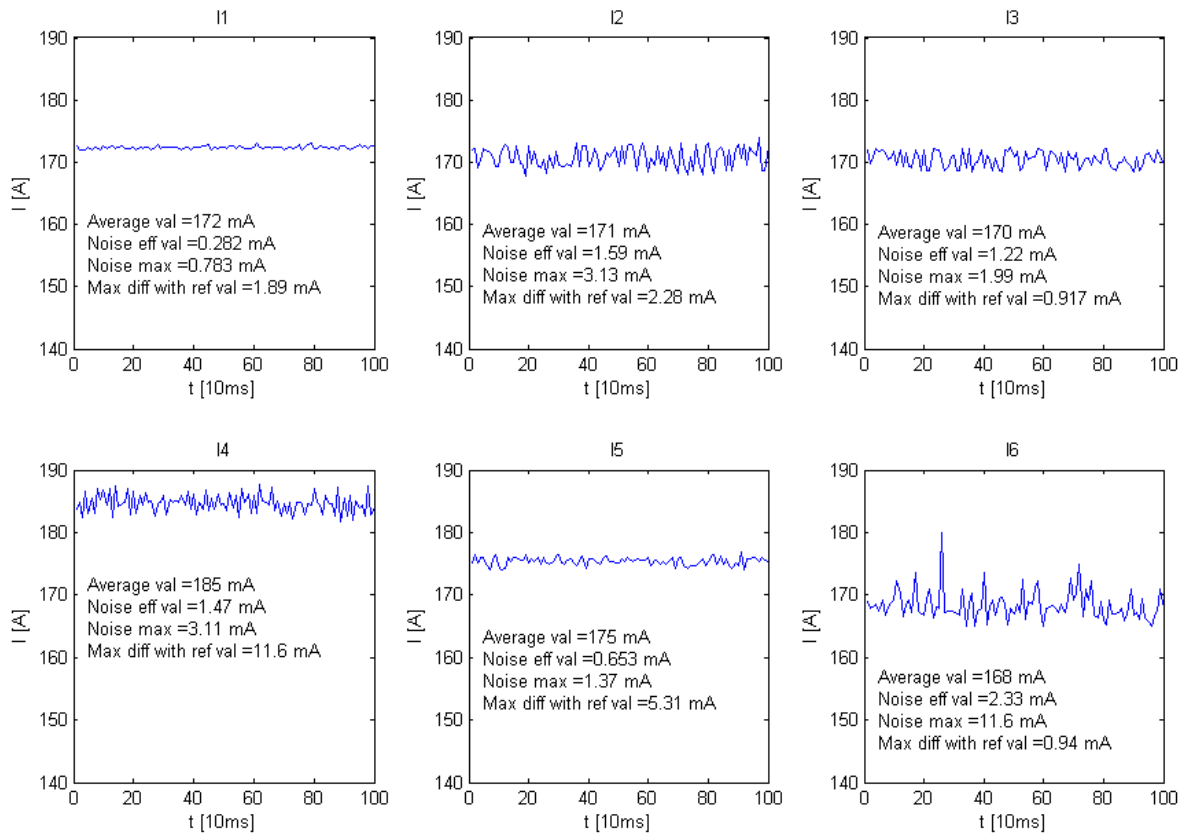 I1
190
180
170
160
150
140
I [A]
Average val =172 mA
Noise eff val =0.282 mA
Noise max =0.783 mA
Max diff with ref val =1.89 mA
0 20 40 60 80 100
t [10ms]
I2
190
180
170
160
150
140
I [A]
Average val =171 mA
Noise eff val =1.59 mA
Noise max =3.13 mA
Max diff with ref val =2.28 mA
0 20 40 60 80 100
t [10ms]
I3
190
180
170
160
150
140
I [A]
Average val =170 mA
Noise eff val =1.22 mA
Noise max =1.99 mA
Max diff with ref val =0.917 mA
0 20 40 60 80 100
t [10ms]
I4
190
180
170
160
150
140
I [A]
Average val =185 mA
Noise eff val =1.47 mA
Noise max =3.11 mA
Max diff with ref val =11.6 mA
0 20 40 60 80 100
t [10ms]
I5
190
180
170
160
150
140
I [A]
Average val =175 mA
Noise eff val =0.653 mA
Noise max =1.37 mA
Max diff with ref val =5.31 mA
0 20 40 60 80 100
t [10ms]
I6
190
180
170
160
150
140
I [A]
Average val =168 mA
Noise eff val =2.33 mA
Noise max =11.6 mA
Max diff with ref val =0.94 mA
0 20 40 60 80 100
t [10ms]